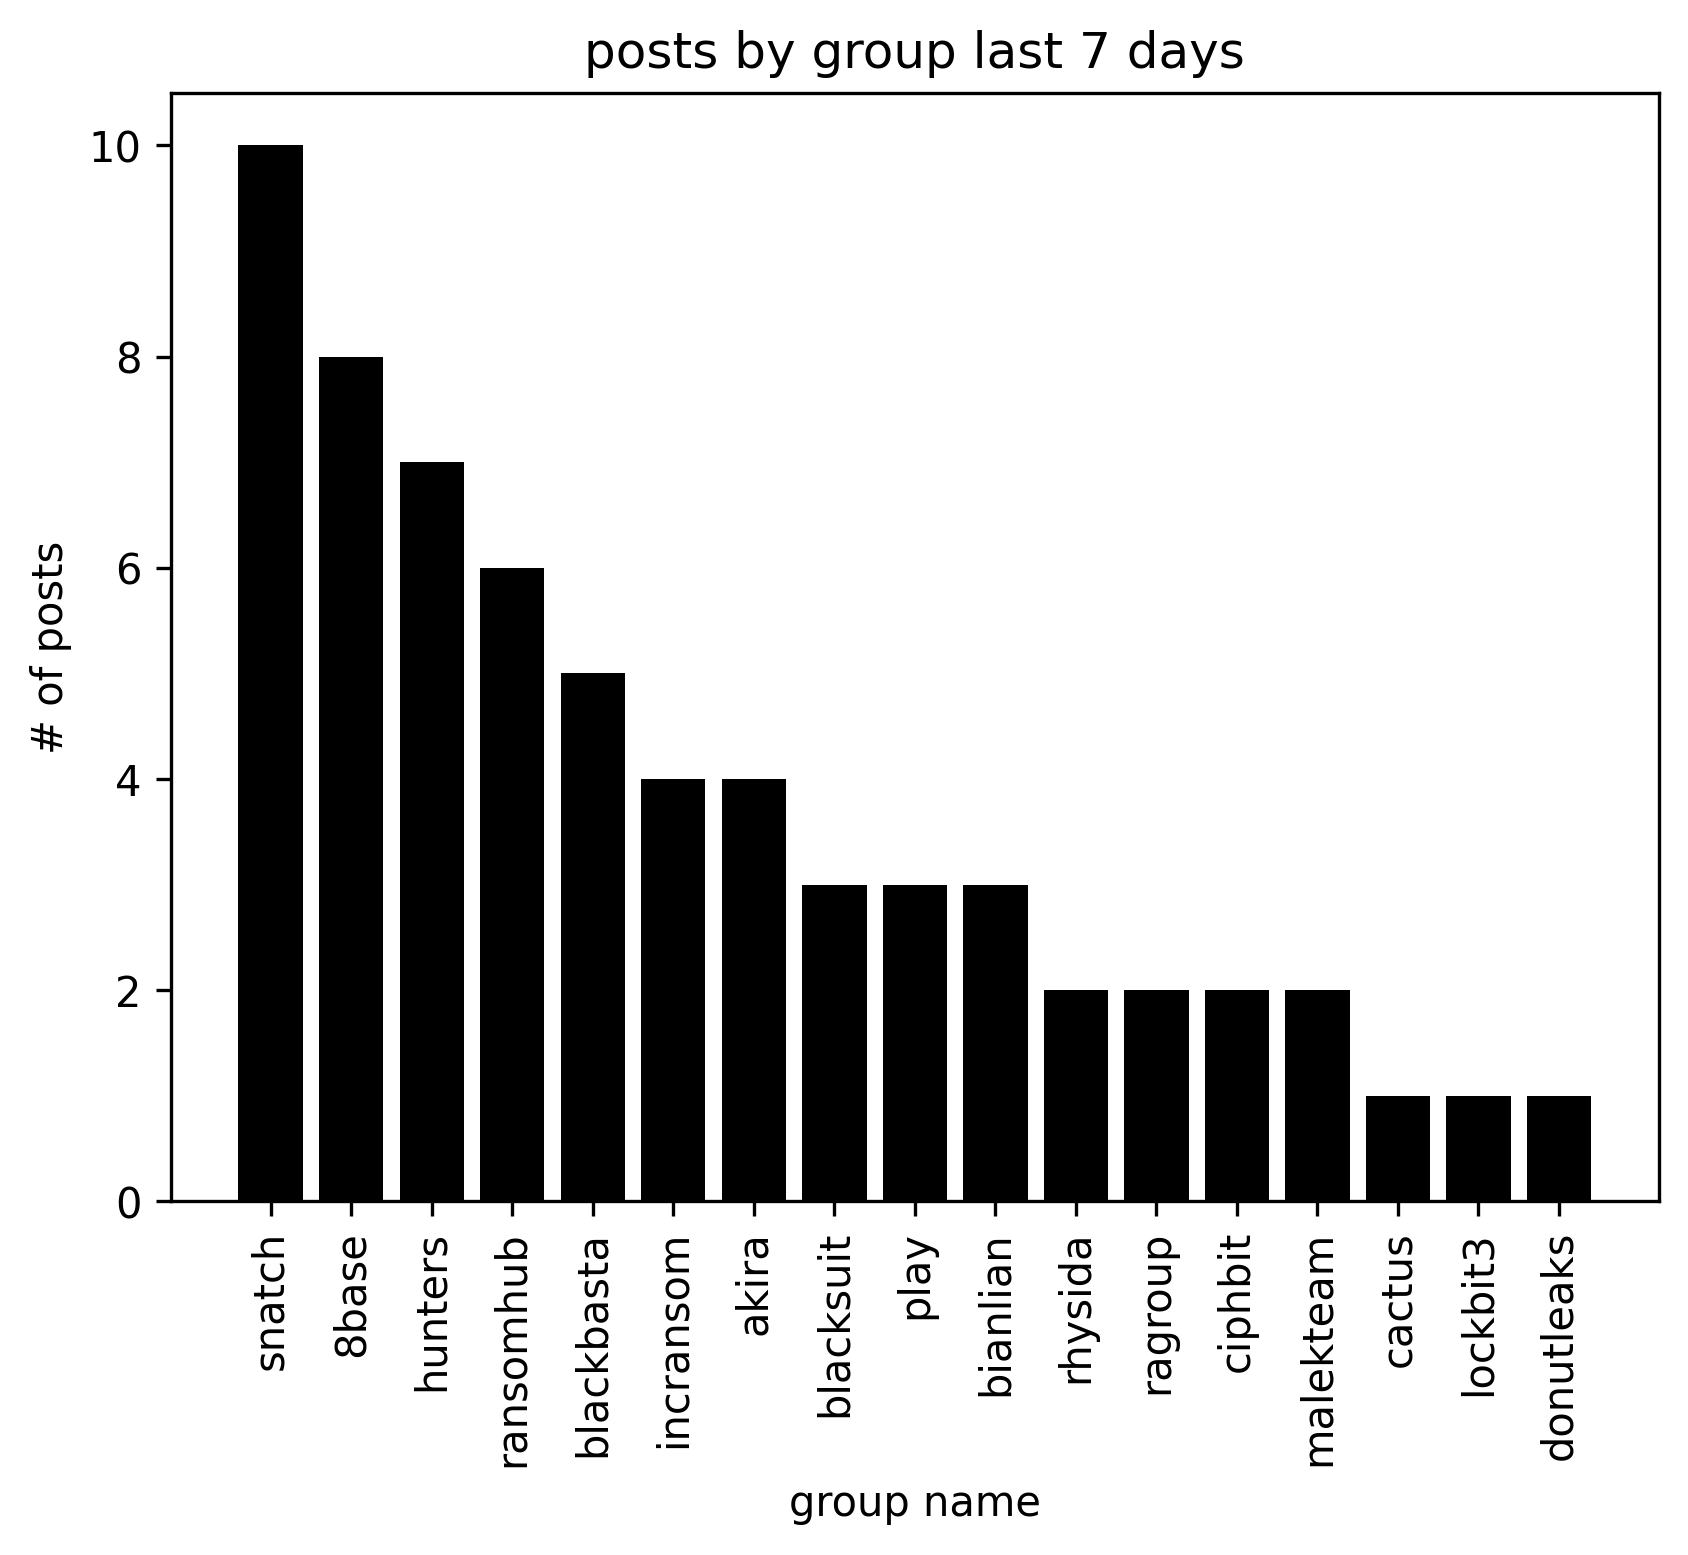 posts by group last 7 days
10
8
6
4
2
0
# of posts
snatch
8base
hunters
ransomhub
blackbasta
incransom
akira
blacksuit
play
bianlian
rhysida
ragroup
ciphbit
malekteam
cactus
lockbit3
donutleaks
group name